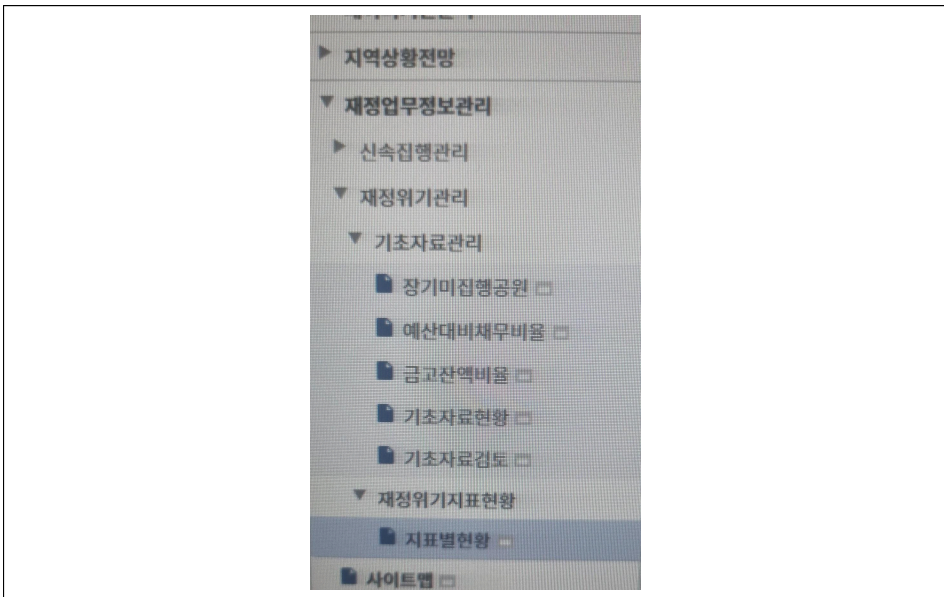 지역상황전망
재정업무정보관리
신속집행관리
재정위기관리
기초자료관리
장기미집행공원
예산대비채무비율
금고잔액비율
기초자료현황
기초자료검토
재정위기지표현황
지표별현황
사이트맵